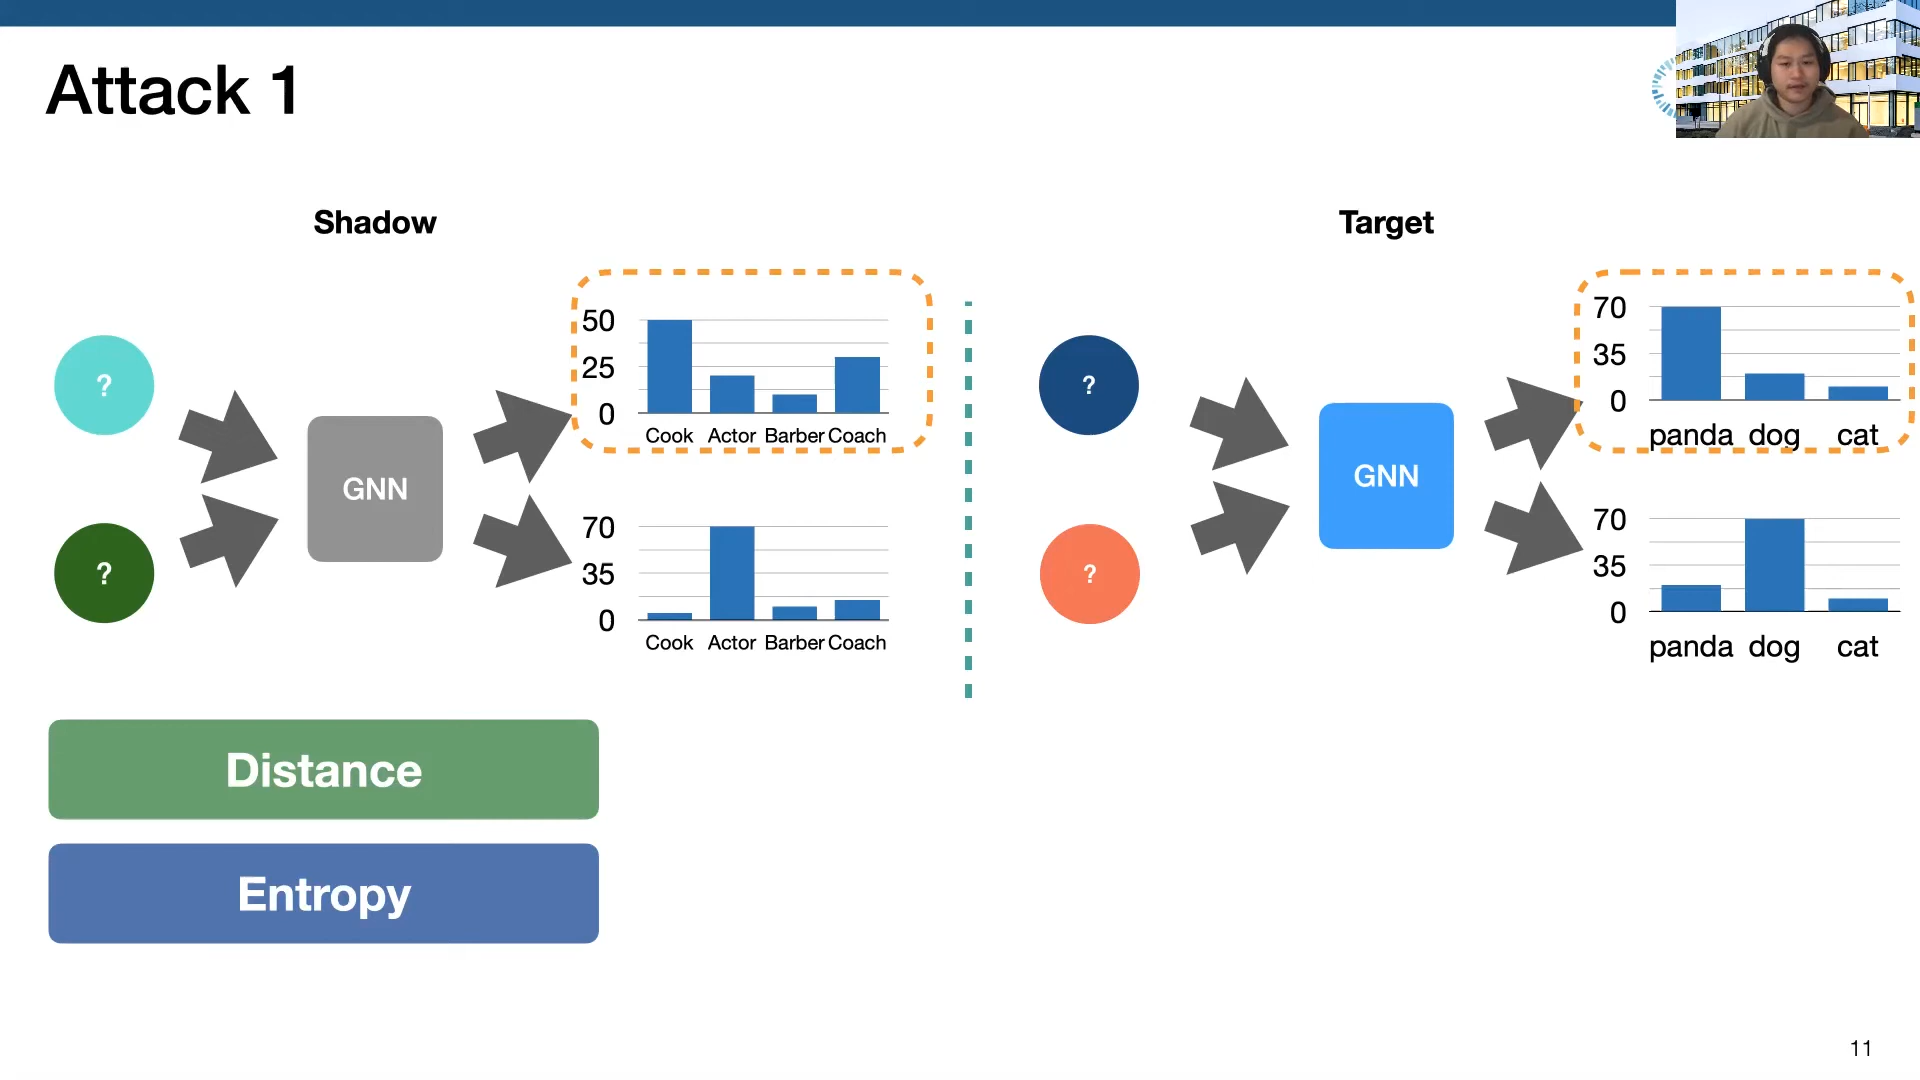 Attack 1
Shadow
Target
?
?
GNN
50
25
0
Cook Actor Barber Coach
70
35
0
Cook Actor Barber Coach
?
?
GNN
70
35
0
panda dog cat
70
35
0
panda dog cat
Distance
Entropy
11